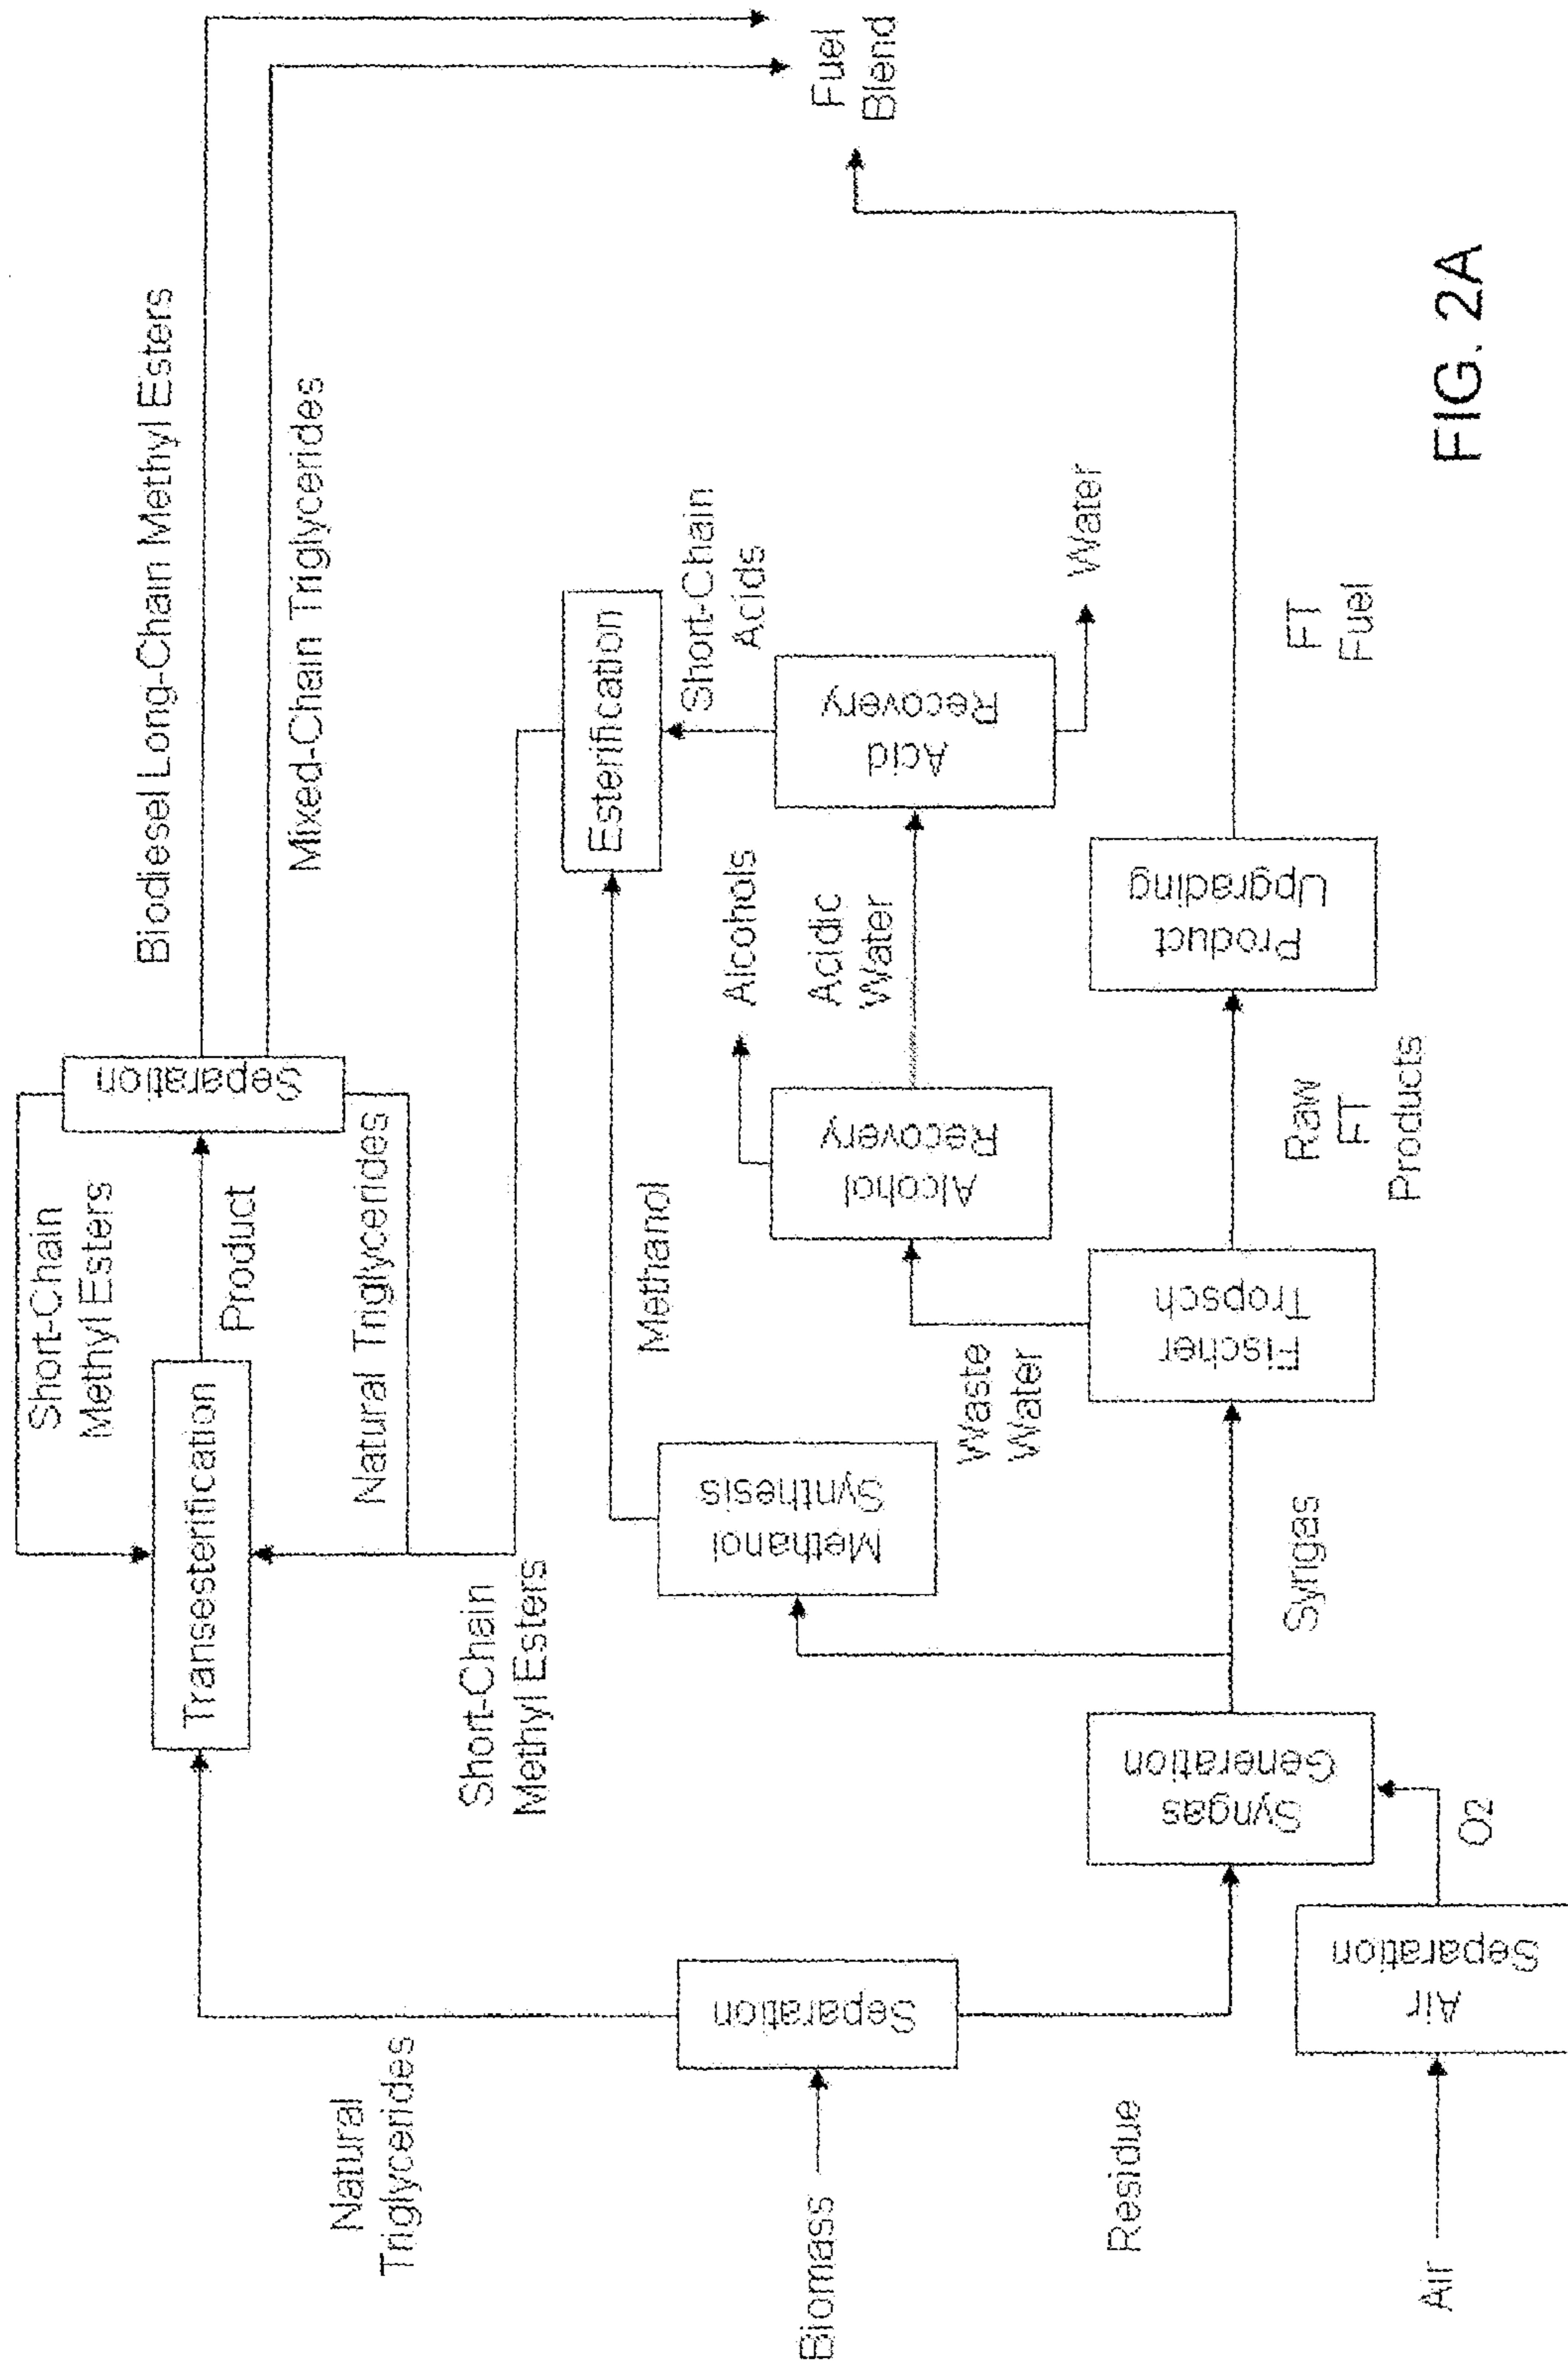 Short-Chain
Methyl Esters
Biodiesel Long-Chain Methyl Esters
Transesterification
Product
Separation
Mixed-Chain Triglycerides
Natural
Triglycerides
Natural Triglycerides
Short-Chain
Methyl Esters
Methanol
Esterification
Short-Chain
Acids
Fuel
Blend
Biomass
Separation
Methanol
Synthesis
Alcohols
Waste
Water
Alcohol
Recovery
Acidic
Water
Acid
Recovery
Water
Residue
Syngas
Generation
Syngas
Fischer
Tropsch
Raw
FT
Products
Product
Upgrading
FT
Fuel
Air
Air
Separation
O2
FIG. 2A